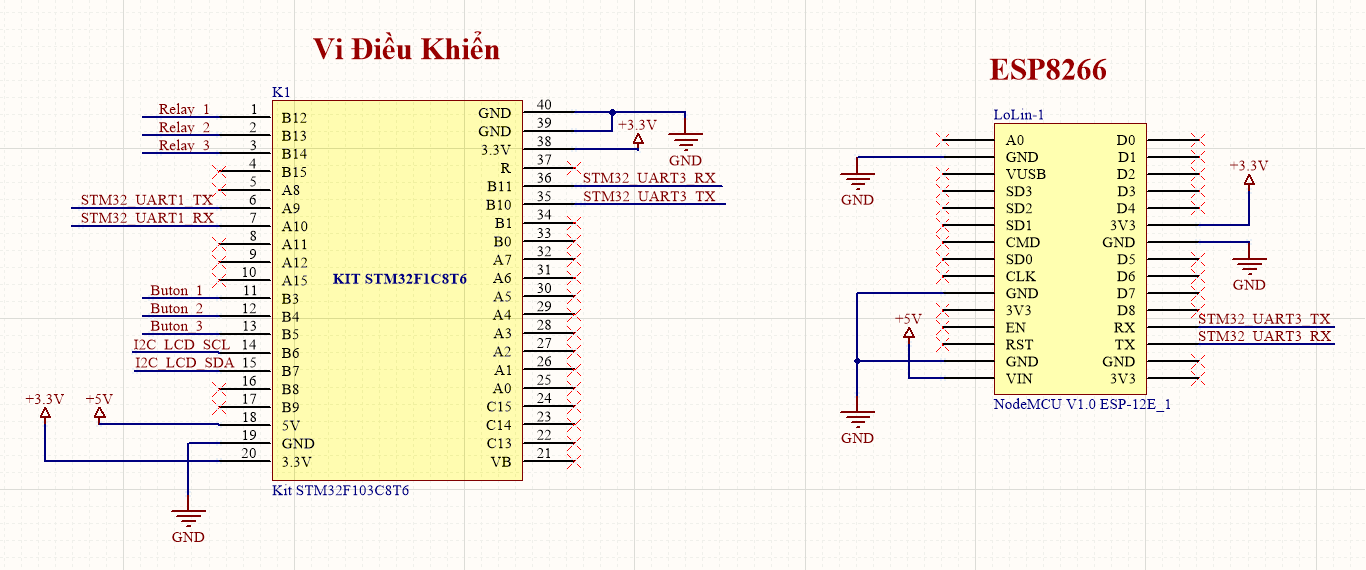 Vi Điều Khiển
K1
Relay_1 1 B12
Relay_2 2 B13
Relay_3 3 B14
4 B15
5 A8
STM32_UART1_TX 6 A9
STM32_UART1_RX 7 A10
8 A11
9 A12
10 A15
Buton_1 11 B3
Buton_2 12 B4
Buton_3 13 B5
I2C_LCD_SCL 14 B6
I2C_LCD_SDA 15 B7
16 B8
17 B9
+3.3V +5V 18 5V
19 GND
20 3.3V
GND
KIT STM32F1C8T6
GND 40
GND 39
3.3V 38 +3.3V
GND
R 37
B11 36 STM32_UART3_RX
B10 35 STM32_UART3_TX
B1 34
B0 33
A7 32
A6 31
A5 30
A4 29
A3 28
A2 27
A1 26
A0 25
C15 24
C14 23
C13 22
VB 21
Kit STM32F103C8T6
ESP8266
LoLin-1
A0 D0
GND D1
VUSB D2
SD3 D3
SD2 D4
SD1 3V3
CMD GND
SD0 D5
CLK D6
GND D7
3V3 D8
EN RX STM32_UART3_TX
RST TX STM32_UART3_RX
GND GND
VIN 3V3
GND
+5V
GND
+3.3V
GND
NodeMCU V1.0 ESP-12E_1